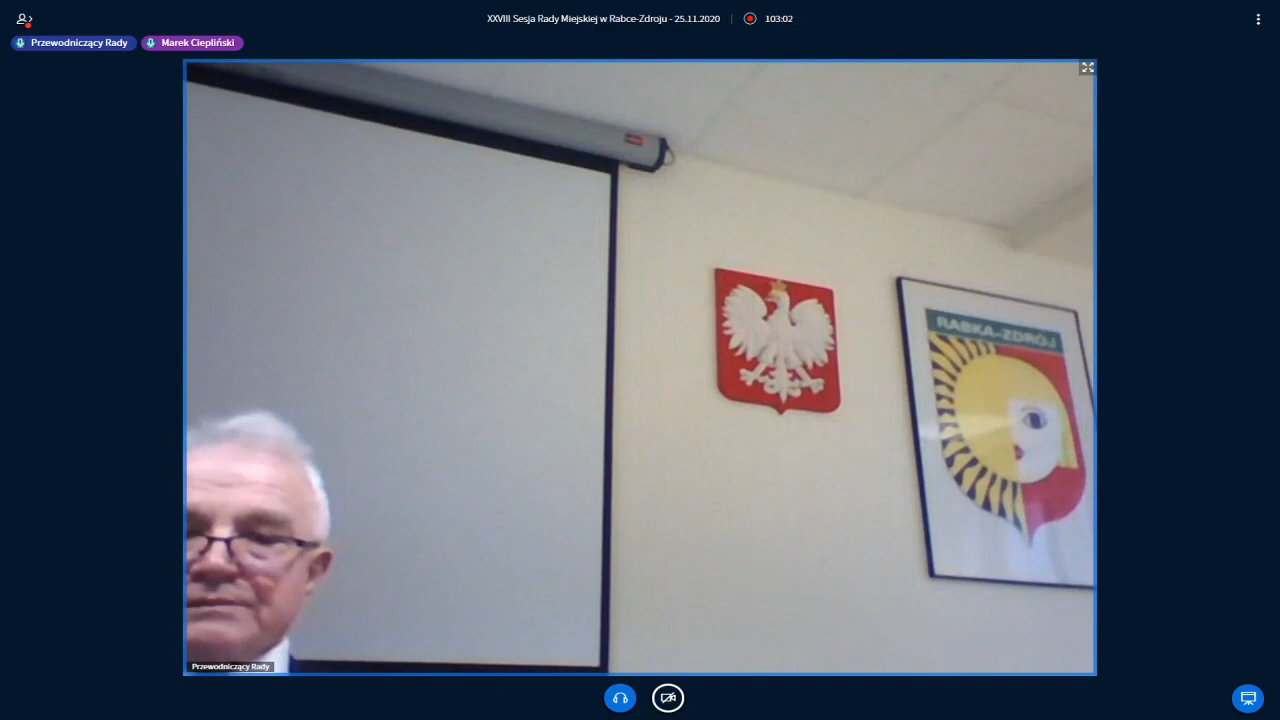 XXVIII Sesja Rady Miejskiej w Rabce-Zdroju - 25.11.2020
103:02
Przewodniczący Rady
Marek Ciepliński
RABKA-ZDRÓJ
Przewodniczący Rady